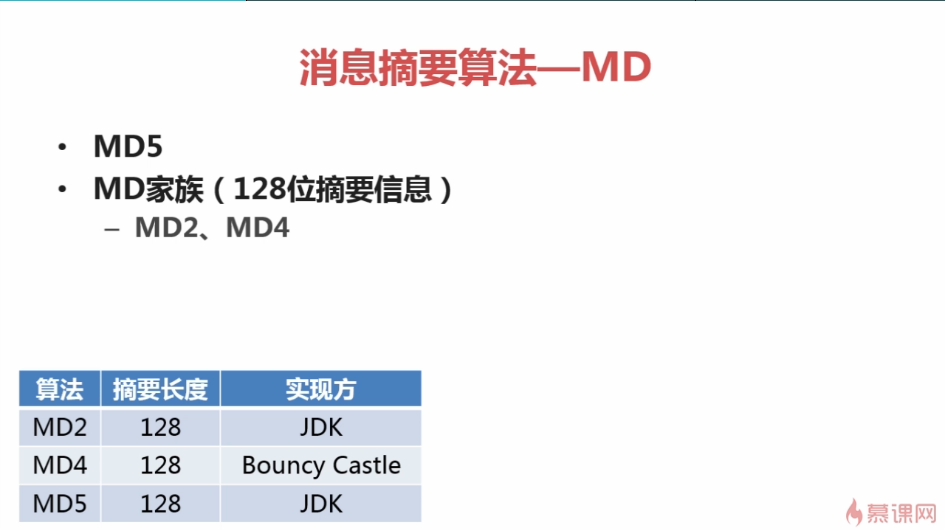 消息摘要算法—MD
• MD5
• MD家族（128位摘要信息）
– MD2、MD4
算法 摘要长度 实现方
MD2 128 JDK
MD4 128 Bouncy Castle
MD5 128 JDK
慕课网